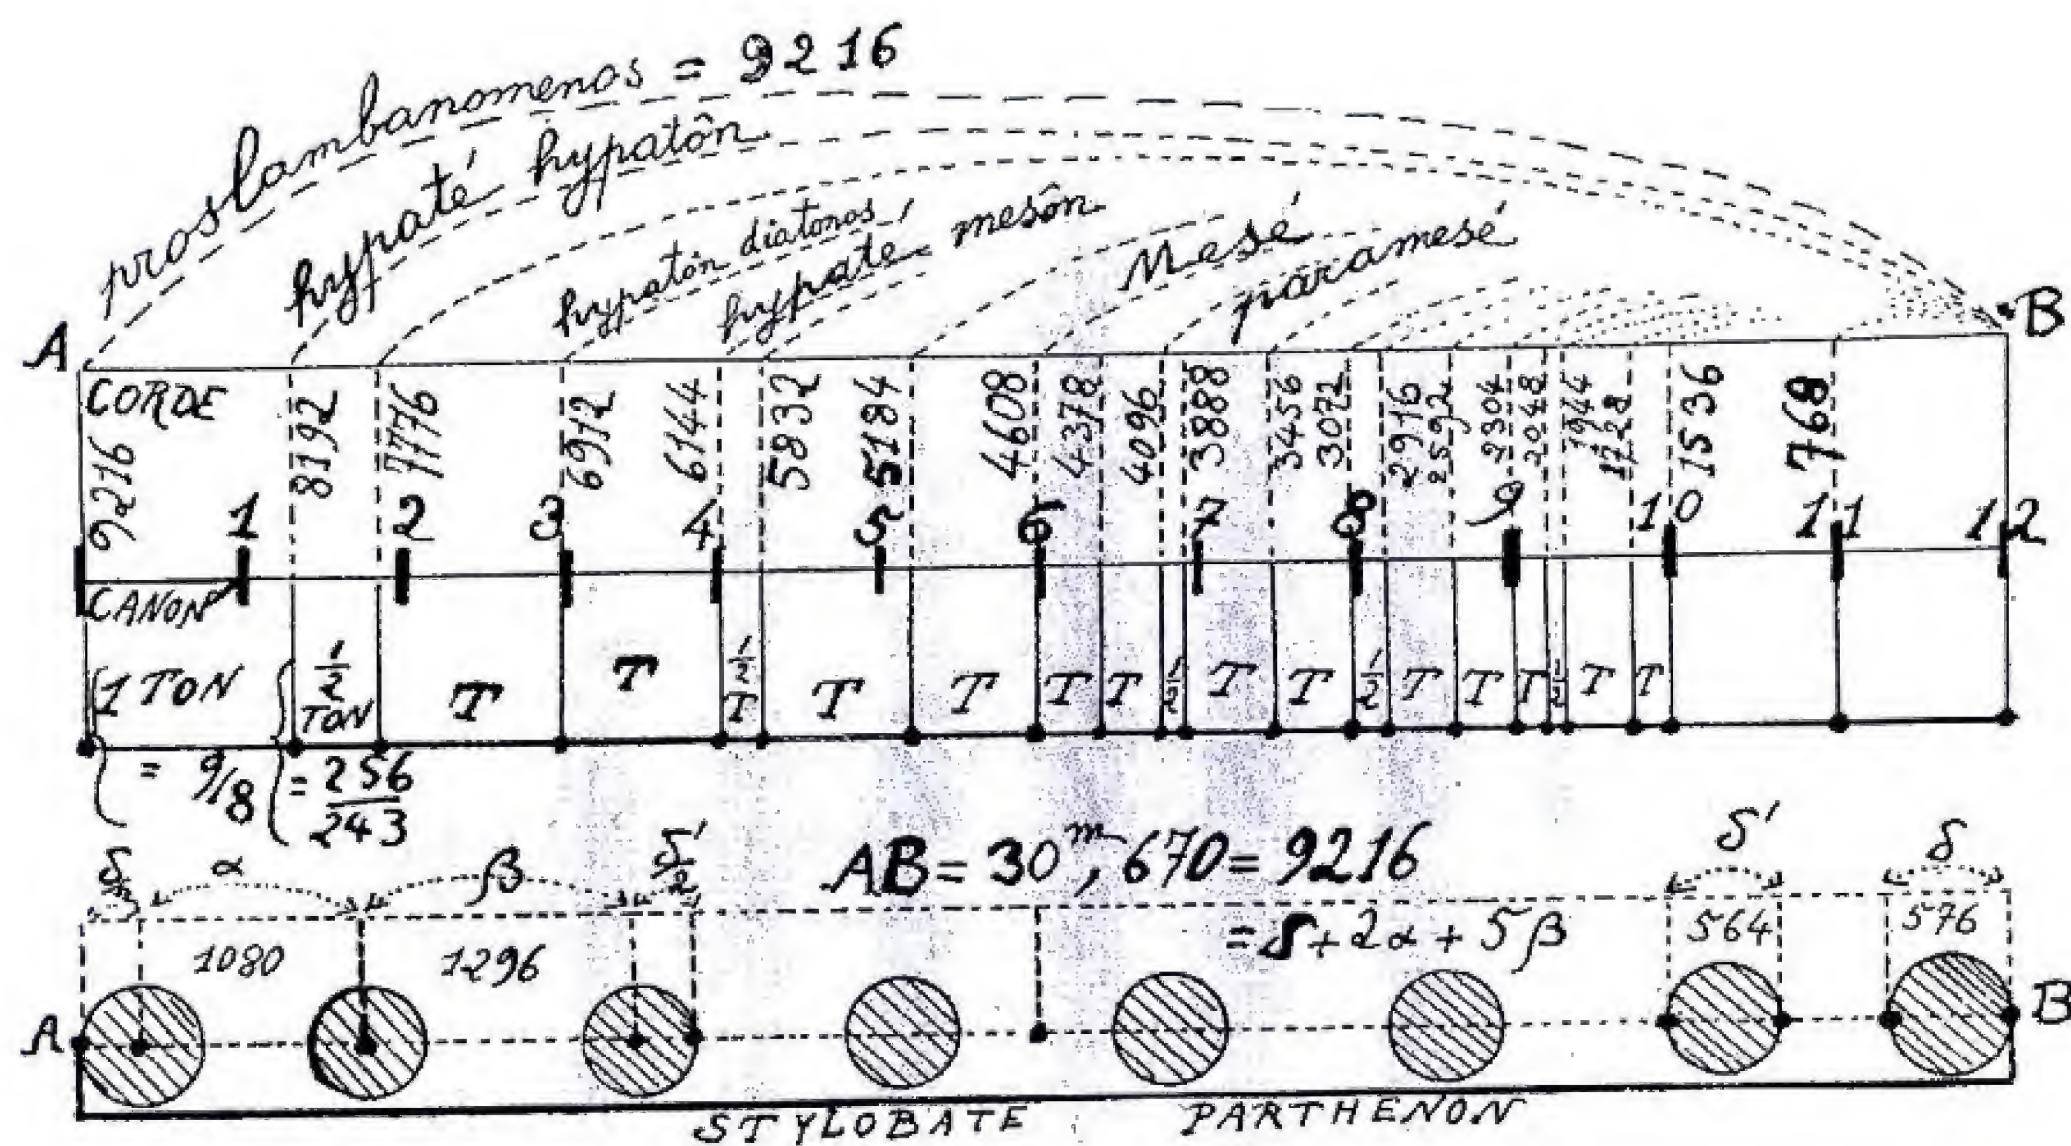 proslambanomenos = 9216
hypaté hypatôn
hypatôn diatonos
hypaté mesôn
Mesé
paramesé
A B
CORDE
9216 8192 7776 6912 6144 5832 5184 4608 4378 4096 3888 3456 3072 2916 2592 2304 2048 1944 1728 1536 768
1 2 3 4 5 6 7 8 9 10 11 12
CANON
1 TON 1/2 TON T T 1/2 T T T T T 1/2 T T 1/2 T T T 1/2 T T
= 9/8 = 256/243
δ/2 α β δ'/2 AB = 30m,670 = 9216 δ' δ
1080 1296 = δ + 2α + 5β 564 576
A B
STYLOBATE PARTHENON